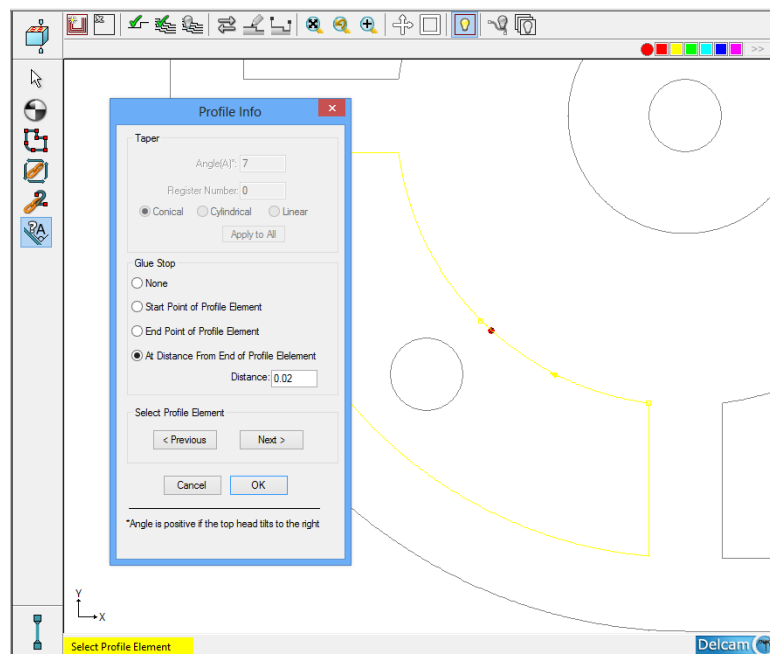 >>
Profile Info
Taper
Angle(A)*: 7
Register Number: 0
Conical Cylindrical Linear
Apply to All
Glue Stop
None
Start Point of Profile Element
End Point of Profile Element
At Distance From End of Profile Elelement
Distance: 0.02
Select Profile Element
< Previous Next >
Cancel OK
*Angle is positive if the top head tilts to the right
Y
X
Select Profile Element
Delcam